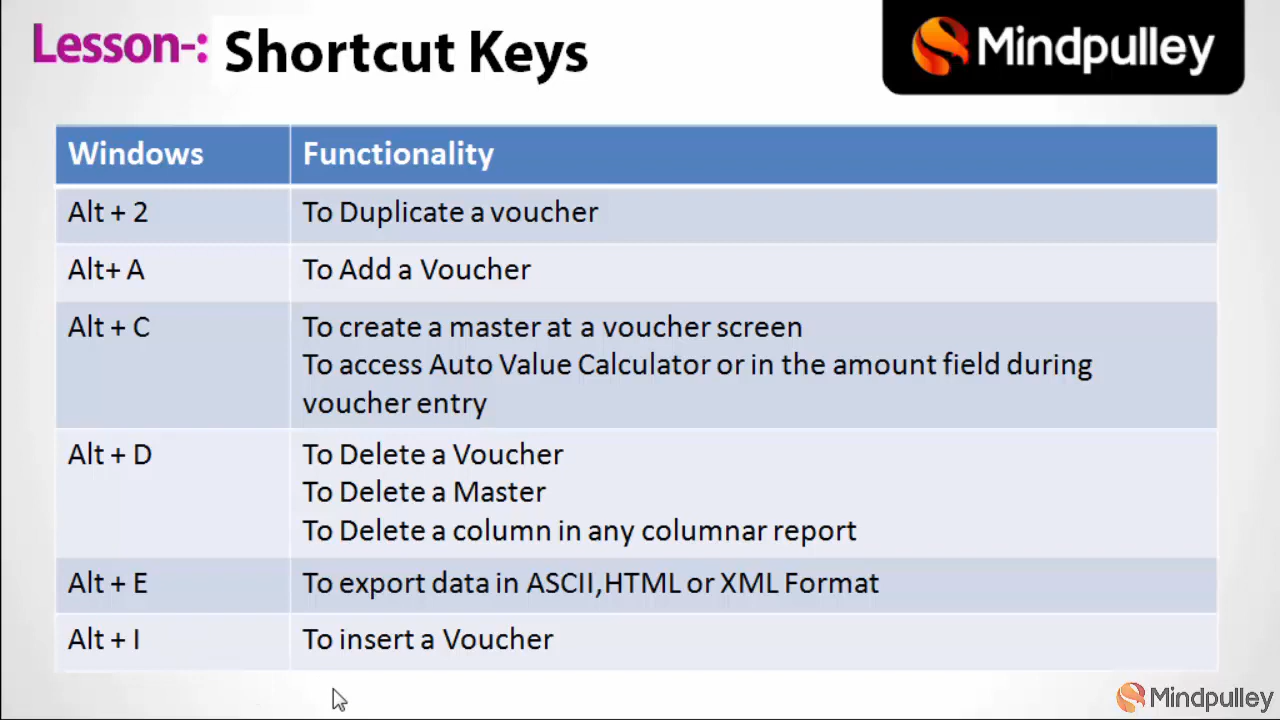 Lesson-: Shortcut Keys
Mindpulley
Windows Functionality
Alt + 2 To Duplicate a voucher
Alt+ A To Add a Voucher
Alt + C To create a master at a voucher screen
To access Auto Value Calculator or in the amount field during
voucher entry
Alt + D To Delete a Voucher
To Delete a Master
To Delete a column in any columnar report
Alt + E To export data in ASCII,HTML or XML Format
Alt + I To insert a Voucher
Mindpulley